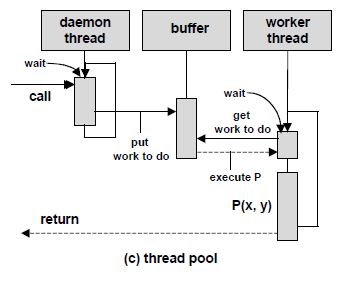 daemon
thread
buffer
worker
thread
wait
call
wait
put
work to do
get
work to do
execute P
P(x, y)
return
(c) thread pool